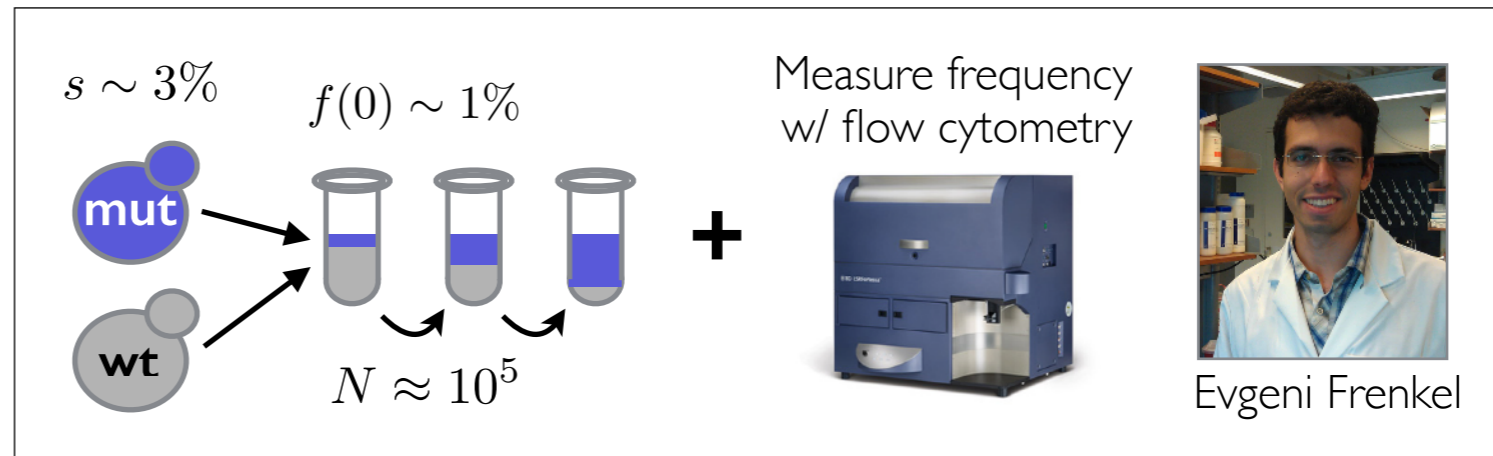 s ∼ 3%
f(0) ∼ 1%
mut
wt
N ≈ 10⁵
+
Measure frequency
w/ flow cytometry
Evgeni Frenkel